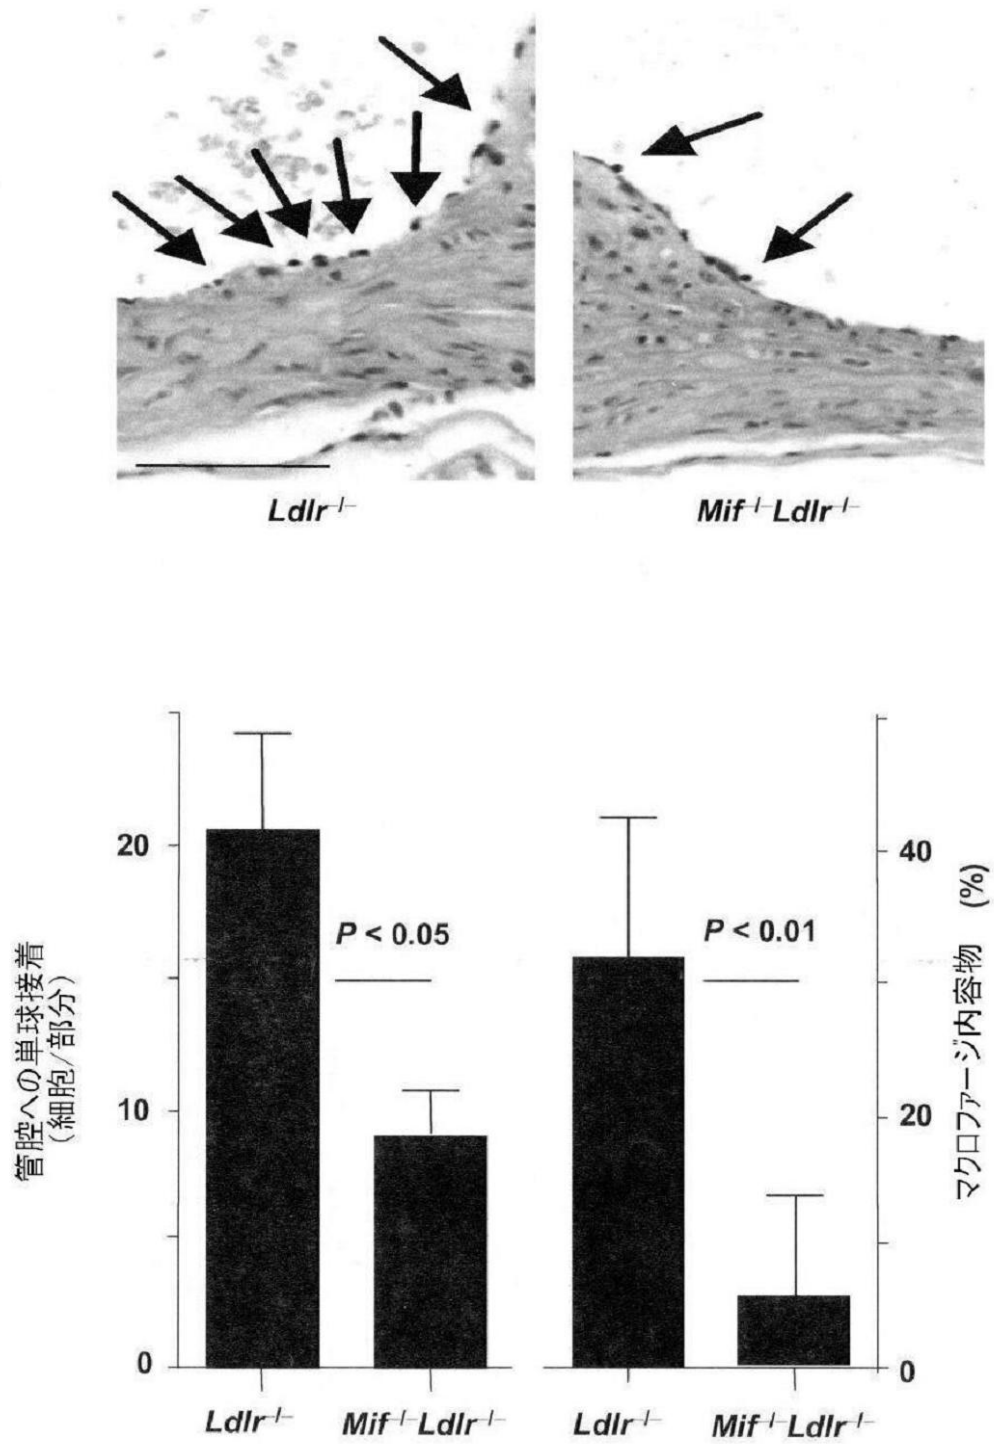 Ldlr⁻/⁻
Mif⁻/⁻Ldlr⁻/⁻
管腔への単球接着
（細胞/部分）
20
10
0
P < 0.05
P < 0.01
40
20
0
マクロファージ内容物 (%)
Ldlr⁻/⁻
Mif⁻/⁻Ldlr⁻/⁻
Ldlr⁻/⁻
Mif⁻/⁻Ldlr⁻/⁻